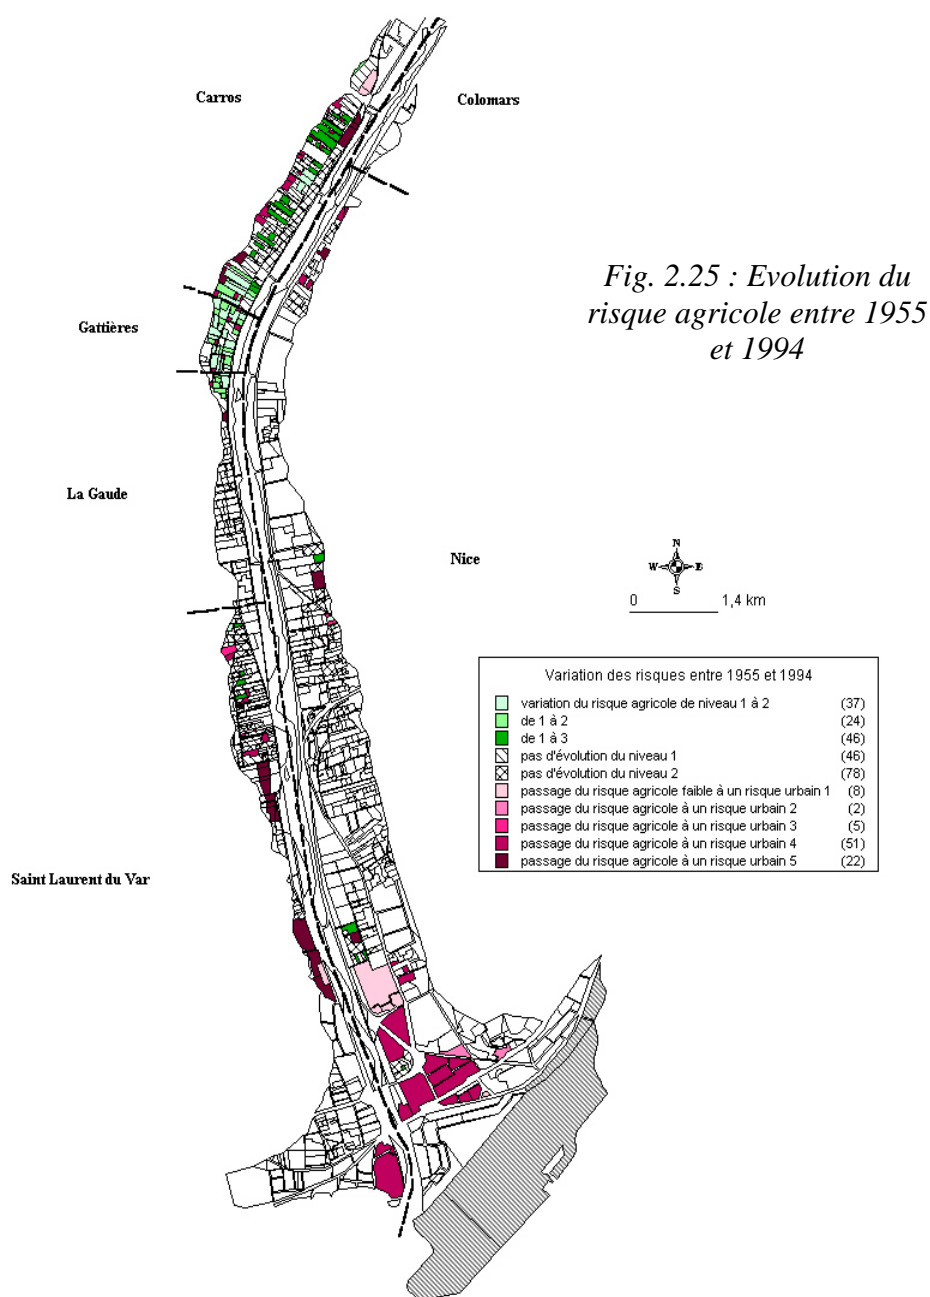 Carros
Colomars
Fig. 2.25 : Evolution du
risque agricole entre 1955
et 1994
Gattières
La Gaude
Nice
N
W E
S
0 1,4 km
Variation des risques entre 1955 et 1994
variation du risque agricole de niveau 1 à 2 (37)
de 1 à 2 (24)
de 1 à 3 (46)
pas d'évolution du niveau 1 (46)
pas d'évolution du niveau 2 (78)
passage du risque agricole faible à un risque urbain 1 (8)
passage du risque agricole à un risque urbain 2 (2)
passage du risque agricole à un risque urbain 3 (5)
passage du risque agricole à un risque urbain 4 (51)
passage du risque agricole à un risque urbain 5 (22)
Saint Laurent du Var